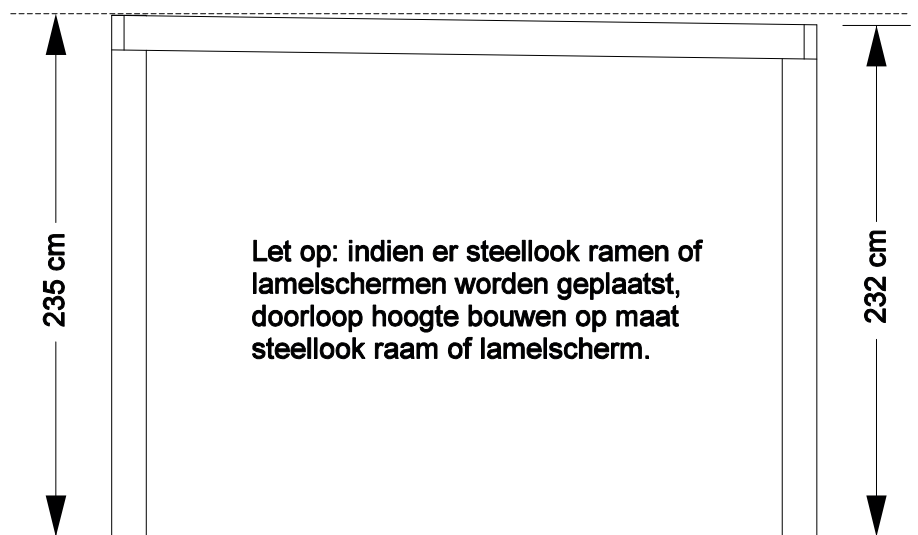 235 cm
Let op: indien er steellook ramen of
lamelschermen worden geplaatst,
doorloop hoogte bouwen op maat
steellook raam of lamelscherm.
232 cm